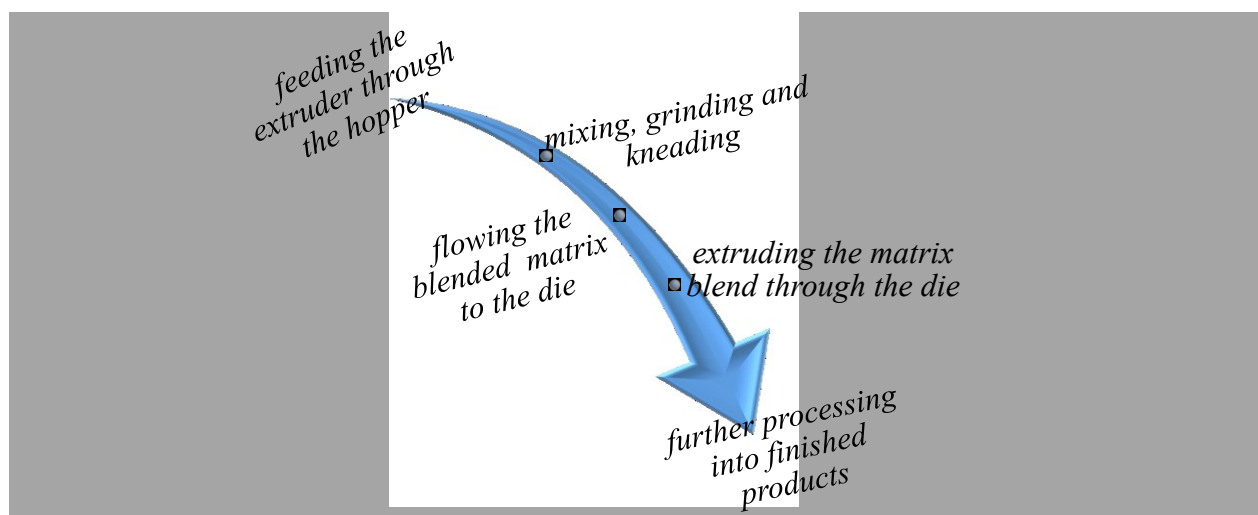 feeding the
extruder through
the hopper
mixing, grinding and
kneading
flowing the
blended matrix
to the die
extruding the matrix
blend through the die
further processing
into finished
products